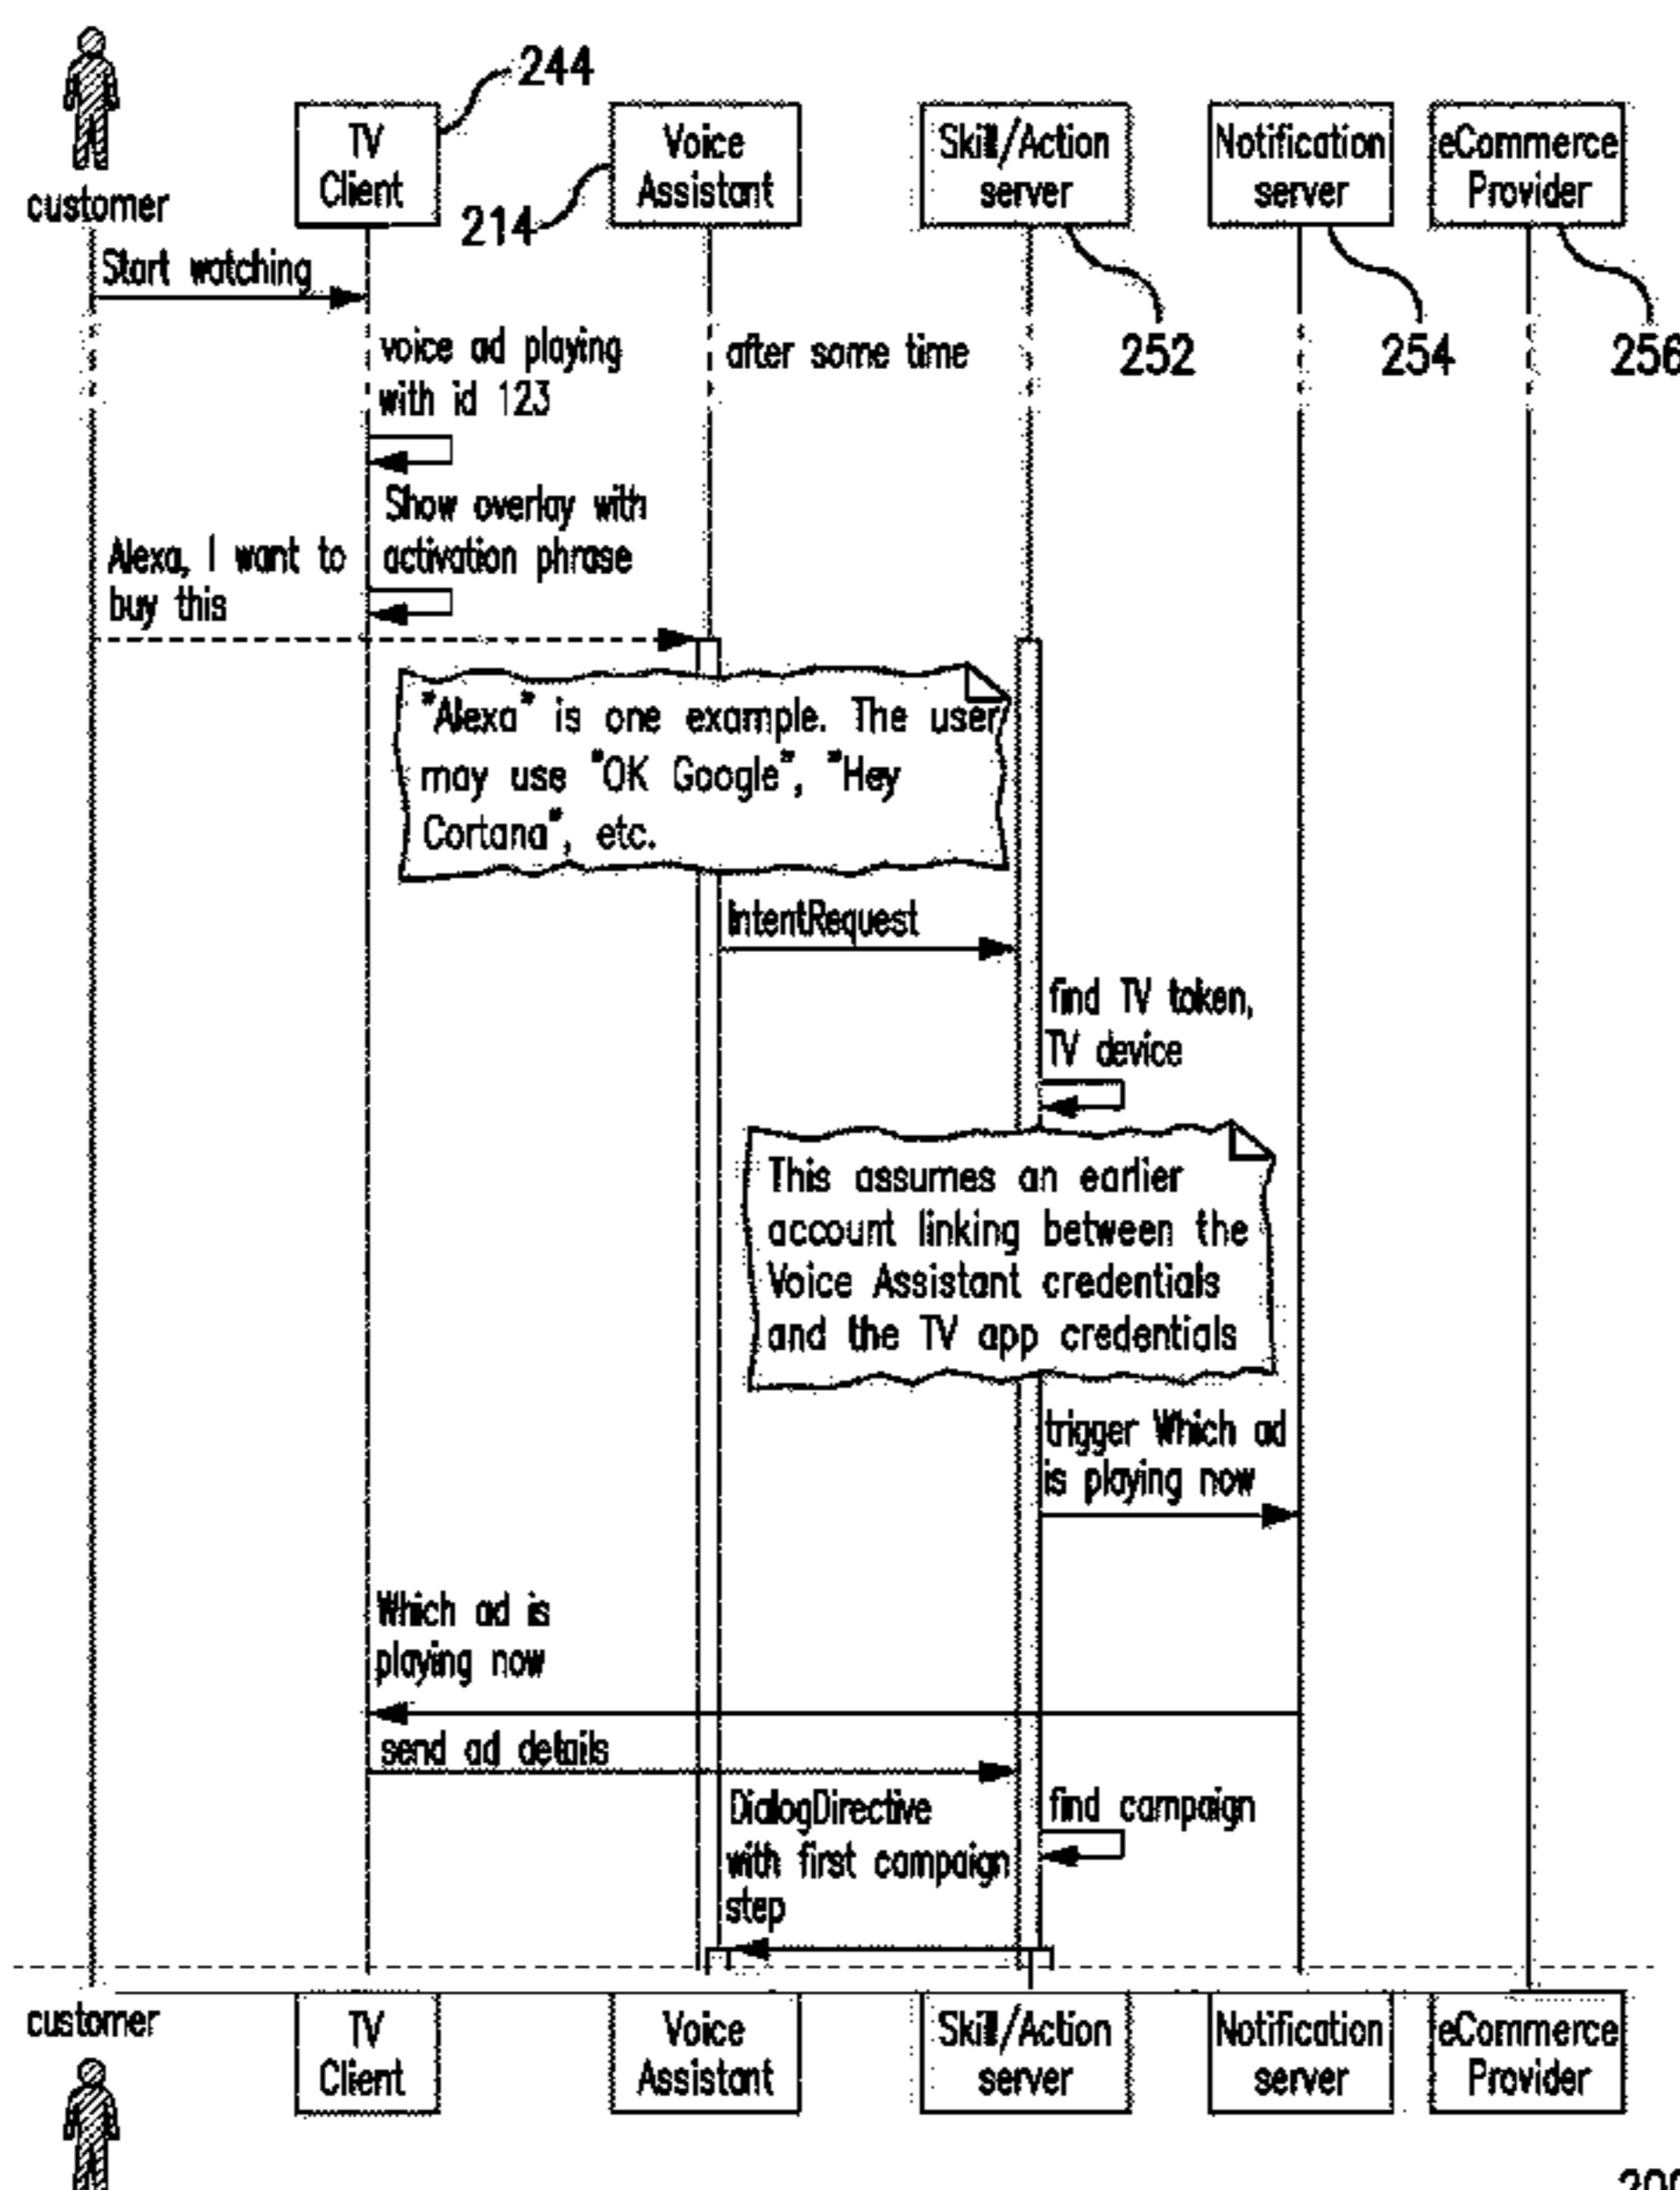 244
TV
Client
Voice
Assistant
Skill/Action
server
Notification
server
eCommerce
Provider
customer
214
Start watching
252
254
256
voice ad playing
with id 123
after some time
Show overlay with
activation phrase
Alexa, I want to
buy this
"Alexa" is one example. The user
may use "OK Google", "Hey
Cortana", etc.
IntentRequest
find TV token,
TV device
This assumes an earlier
account linking between the
Voice Assistant credentials
and the TV app credentials
trigger Which ad
is playing now
Which ad is
playing now
send ad details
DialogDirective
with first campaign
step
find campaign
customer
TV
Client
Voice
Assistant
Skill/Action
server
Notification
server
eCommerce
Provider